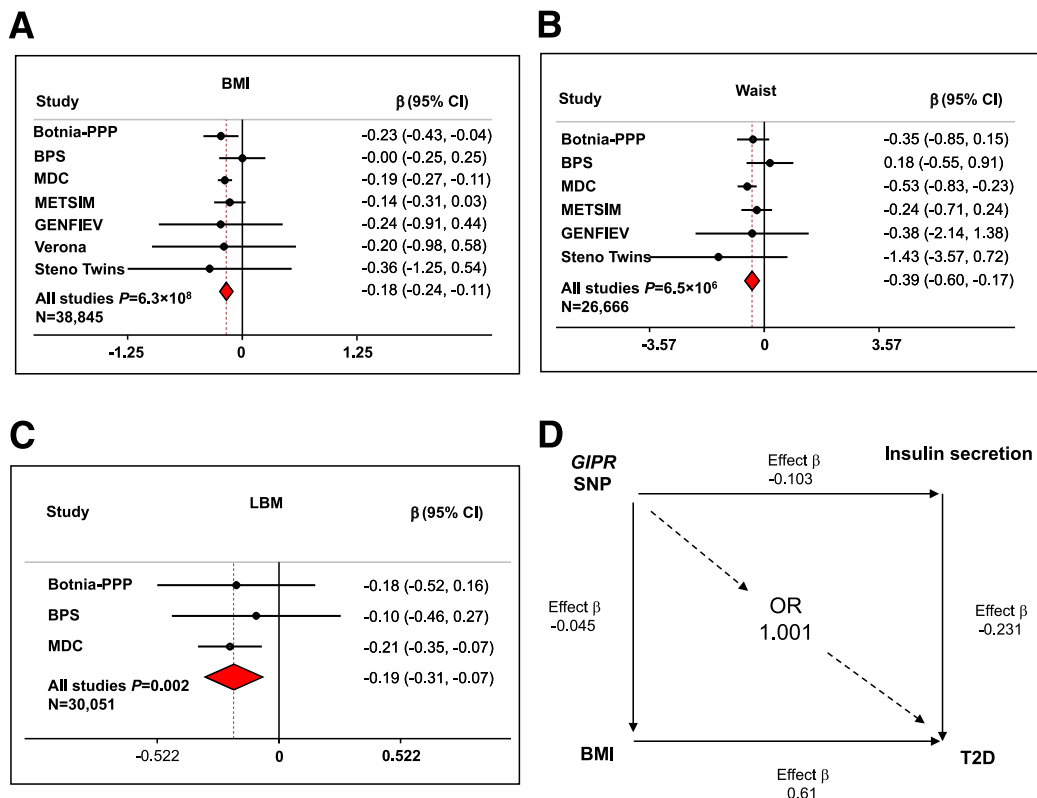 A
BMI
Study β (95% CI)
Botnia-PPP -0.23 (-0.43, -0.04)
BPS -0.00 (-0.25, 0.25)
MDC -0.19 (-0.27, -0.11)
METSIM -0.14 (-0.31, 0.03)
GENFIEV -0.24 (-0.91, 0.44)
Verona -0.20 (-0.98, 0.58)
Steno Twins -0.36 (-1.25, 0.54)
All studies P=6.3×10⁸ -0.18 (-0.24, -0.11)
N=38,845
-1.25 0 1.25
B
Waist
Study β (95% CI)
Botnia-PPP -0.35 (-0.85, 0.15)
BPS 0.18 (-0.55, 0.91)
MDC -0.53 (-0.83, -0.23)
METSIM -0.24 (-0.71, 0.24)
GENFIEV -0.38 (-2.14, 1.38)
Steno Twins -1.43 (-3.57, 0.72)
All studies P=6.5×10⁶ -0.39 (-0.60, -0.17)
N=26,666
-3.57 0 3.57
C
LBM
Study β (95% CI)
Botnia-PPP -0.18 (-0.52, 0.16)
BPS -0.10 (-0.46, 0.27)
MDC -0.21 (-0.35, -0.07)
All studies P=0.002 -0.19 (-0.31, -0.07)
N=30,051
-0.522 0 0.522
D
GIPR
SNP
Effect β
-0.103
Insulin secretion
Effect β
-0.045
OR
1.001
Effect β
-0.231
BMI
T2D
Effect β
0.61